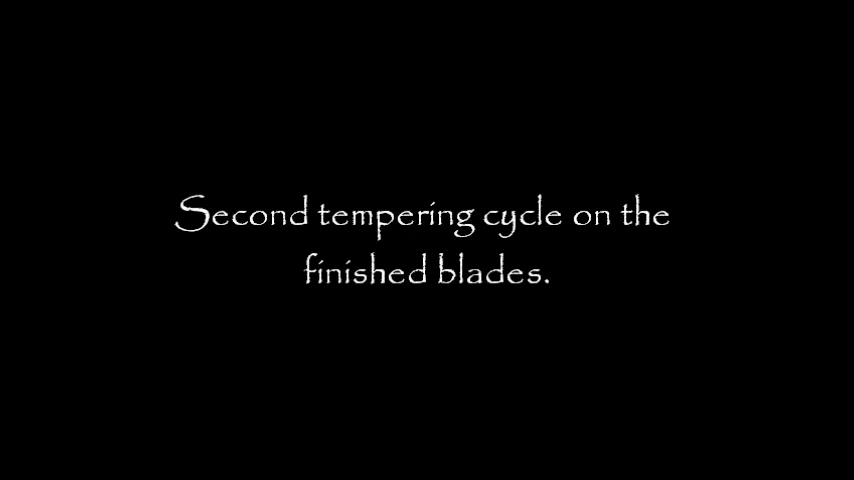 Second tempering cycle on the
finished blades.